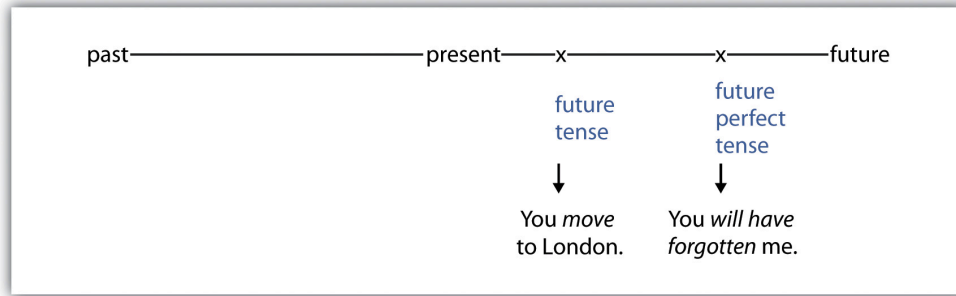 past present x x future
future
tense
future
perfect
tense
You move
to London.
You will have
forgotten me.